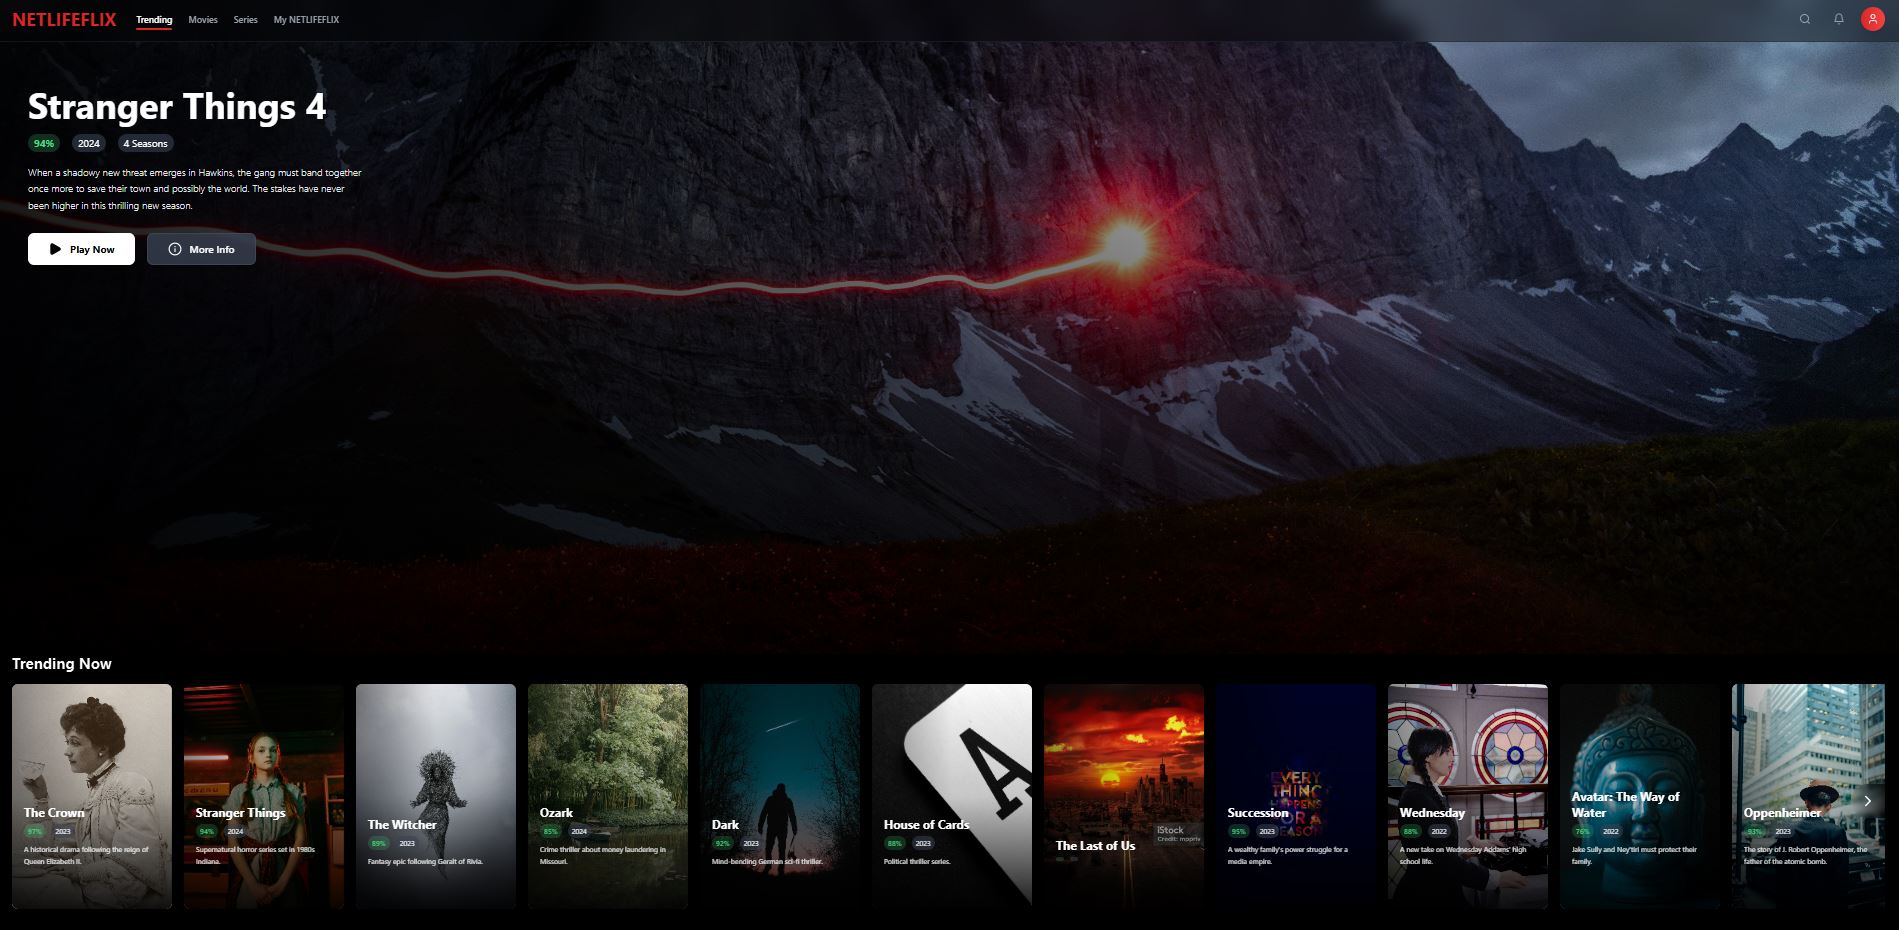 NETLIFEFLIX
Trending
Movies
Series
My NETLIFEFLIX
Stranger Things 4
94%
2024
4 Seasons
When a shadowy new threat emerges in Hawkins, the gang must band together
once more to save their town and possibly the world. The stakes have never
been higher in this thrilling new season.
Play Now
More Info
Trending Now
The Crown
97%
2023
A historical drama following the reign of
Queen Elizabeth II.
Stranger Things
94%
2024
Supernatural horror series set in 1980s
Indiana.
The Witcher
89%
2023
Fantasy epic following Geralt of Rivia.
Ozark
85%
2024
Crime thriller about money laundering in
Missouri.
Dark
92%
2023
Mind-bending German sci-fi thriller.
A
House of Cards
88%
2023
Political thriller series.
iStock
Credit:
The Last of Us
EVERY
THING
HAPPENS
FOR A
REASON
Succession
95%
2023
A wealthy family's power struggle for a
media empire.
Wednesday
88%
2022
A new take on Wednesday Addams' high
school life.
Avatar: The Way of
Water
76%
2022
Jake Sully and Ney'tiri must protect their
family.
Oppenheimer
93%
2023
The story of J. Robert Oppenheimer, the
father of the atomic bomb.